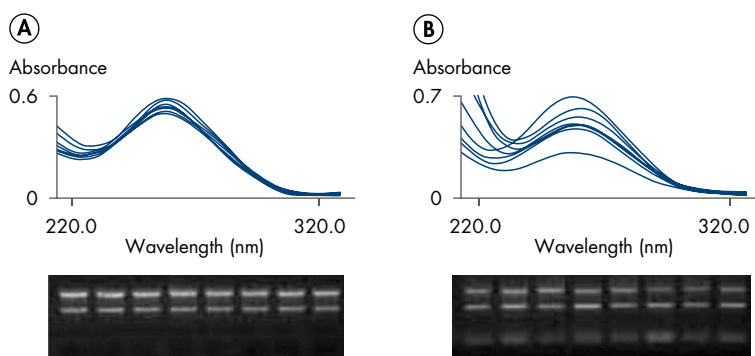 A
Absorbance
0.6
0
220.0
320.0
Wavelength (nm)
B
Absorbance
0.7
0
220.0
320.0
Wavelength (nm)